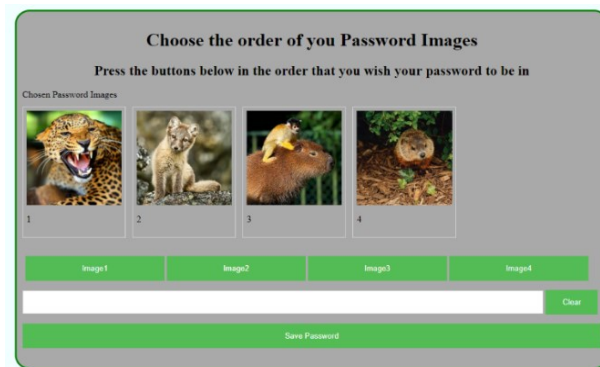 Choose the order of you Password Images
Press the buttons below in the order that you wish your password to be in
Chosen Password Images
1 2 3 4
Image1 Image2 Image3 Image4
Clear
Save Password